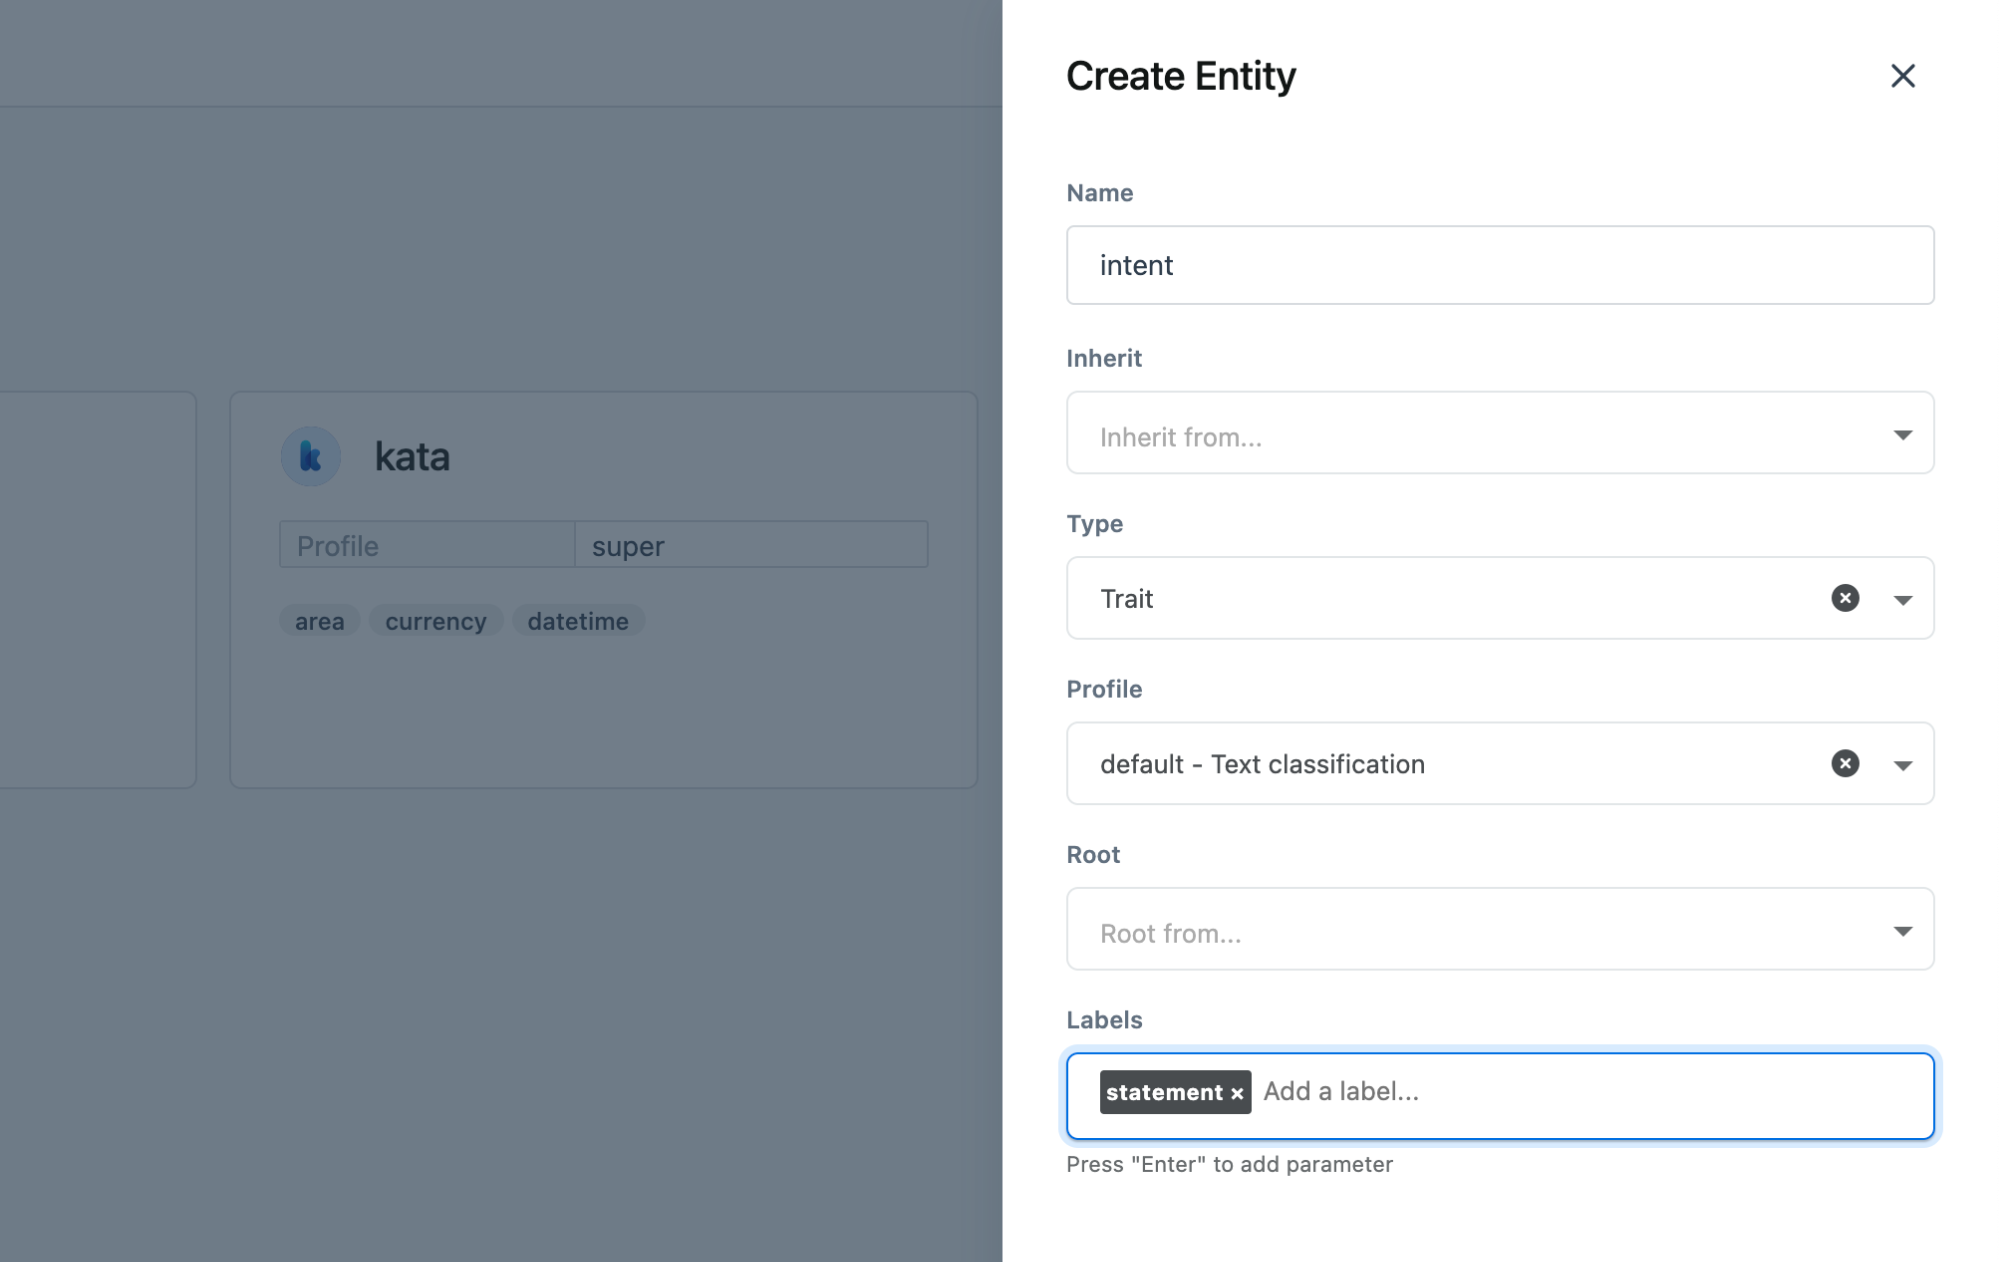 kata
Profile super
area currency datetime
Create Entity
Name
intent
Inherit
Inherit from...
Type
Trait
Profile
default - Text classification
Root
Root from...
Labels
statement × Add a label...
Press "Enter" to add parameter